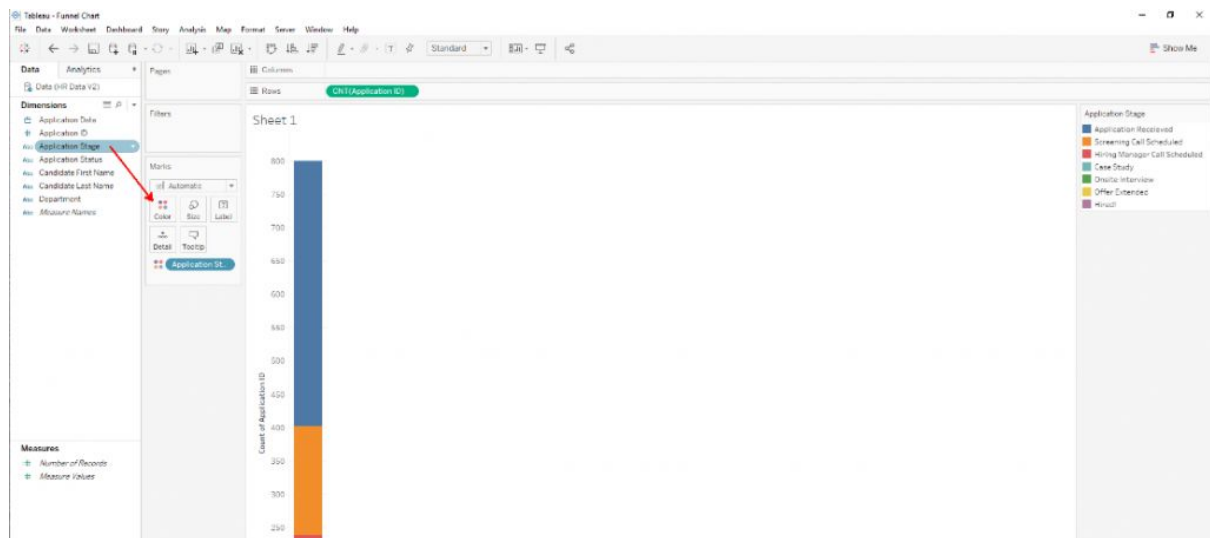 Tableau - Funnel Chart
File Data Worksheet Dashboard Story Analysis Map Format Server Window Help
Standard
Show Me
Data Analytics
Pages
Columns
Data (HR Data V2)
Rows
CNT(Application ID)
Dimensions
Application Date
Application ID
Application Stage
Application Status
Candidate First Name
Candidate Last Name
Department
Measure Names
Measures
Number of Records
Measure Values
Filters
Marks
Automatic
Color Size Label
Detail Tooltip
Application St..
Sheet 1
Count of Application ID
800
750
700
650
600
550
500
450
400
350
300
250
Application Stage
Application Receieved
Screening Call Scheduled
Hiring Manager Call Scheduled
Case Study
Onsite Interview
Offer Extended
Hired!